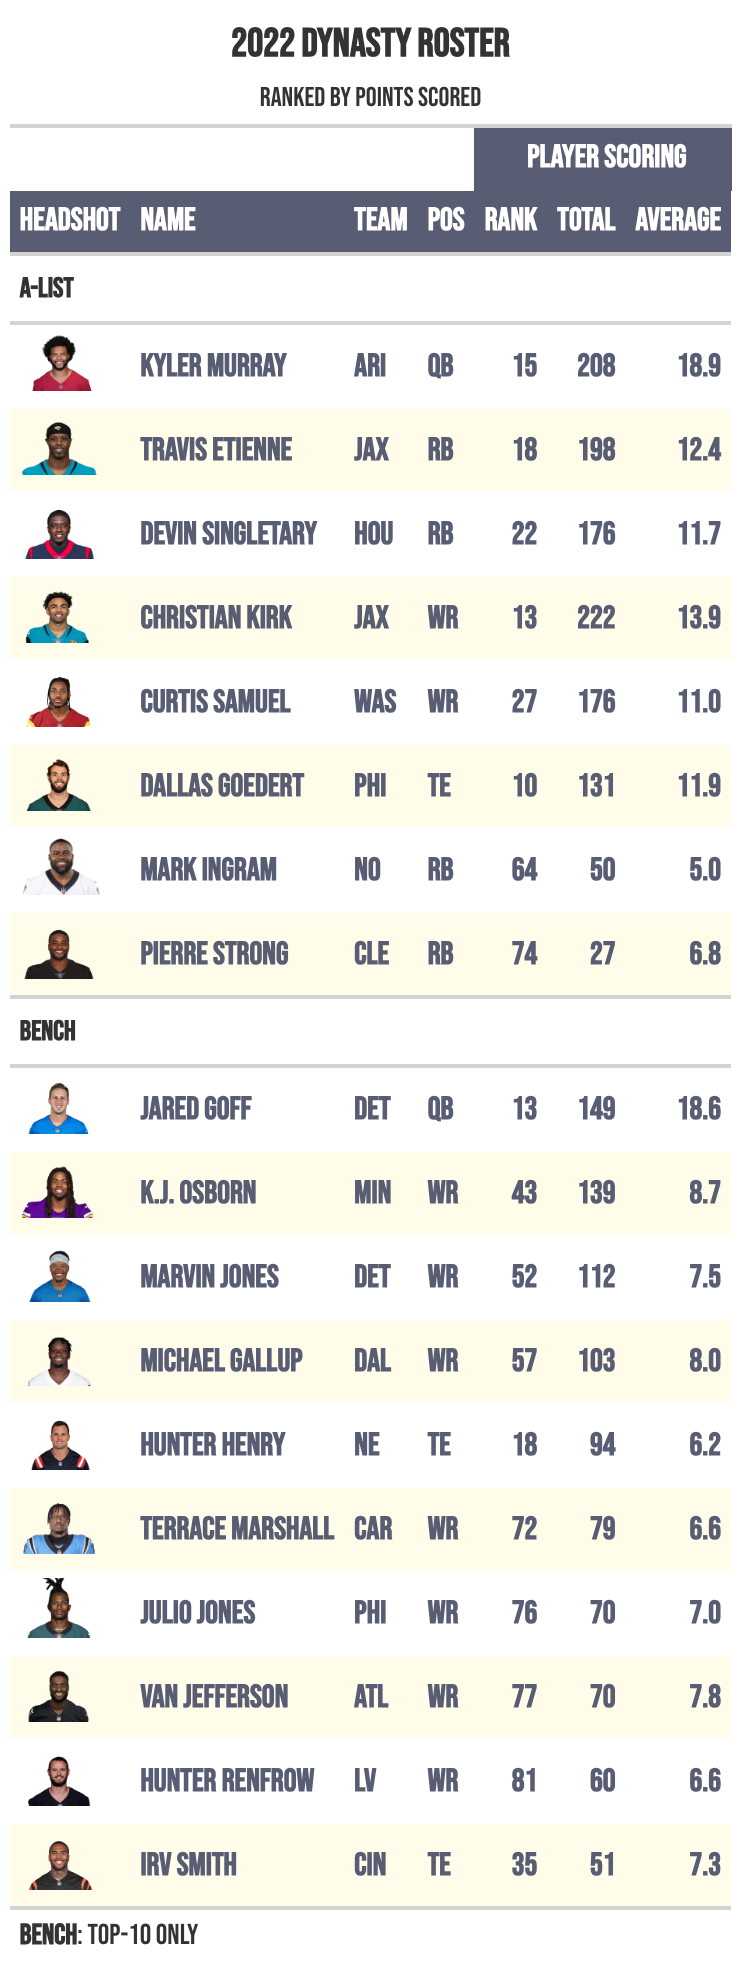 2022 DYNASTY ROSTER
RANKED BY POINTS SCORED
PLAYER SCORING
HEADSHOT NAME TEAM POS RANK TOTAL AVERAGE
A-LIST
KYLER MURRAY ARI QB 15 208 18.9
TRAVIS ETIENNE JAX RB 18 198 12.4
DEVIN SINGLETARY HOU RB 22 176 11.7
CHRISTIAN KIRK JAX WR 13 222 13.9
CURTIS SAMUEL WAS WR 27 176 11.0
DALLAS GOEDERT PHI TE 10 131 11.9
MARK INGRAM NO RB 64 50 5.0
PIERRE STRONG CLE RB 74 27 6.8
BENCH
JARED GOFF DET QB 13 149 18.6
K.J. OSBORN MIN WR 43 139 8.7
MARVIN JONES DET WR 52 112 7.5
MICHAEL GALLUP DAL WR 57 103 8.0
HUNTER HENRY NE TE 18 94 6.2
TERRACE MARSHALL CAR WR 72 79 6.6
JULIO JONES PHI WR 76 70 7.0
VAN JEFFERSON ATL WR 77 70 7.8
HUNTER RENFROW LV WR 81 60 6.6
IRV SMITH CIN TE 35 51 7.3
BENCH: TOP-10 ONLY